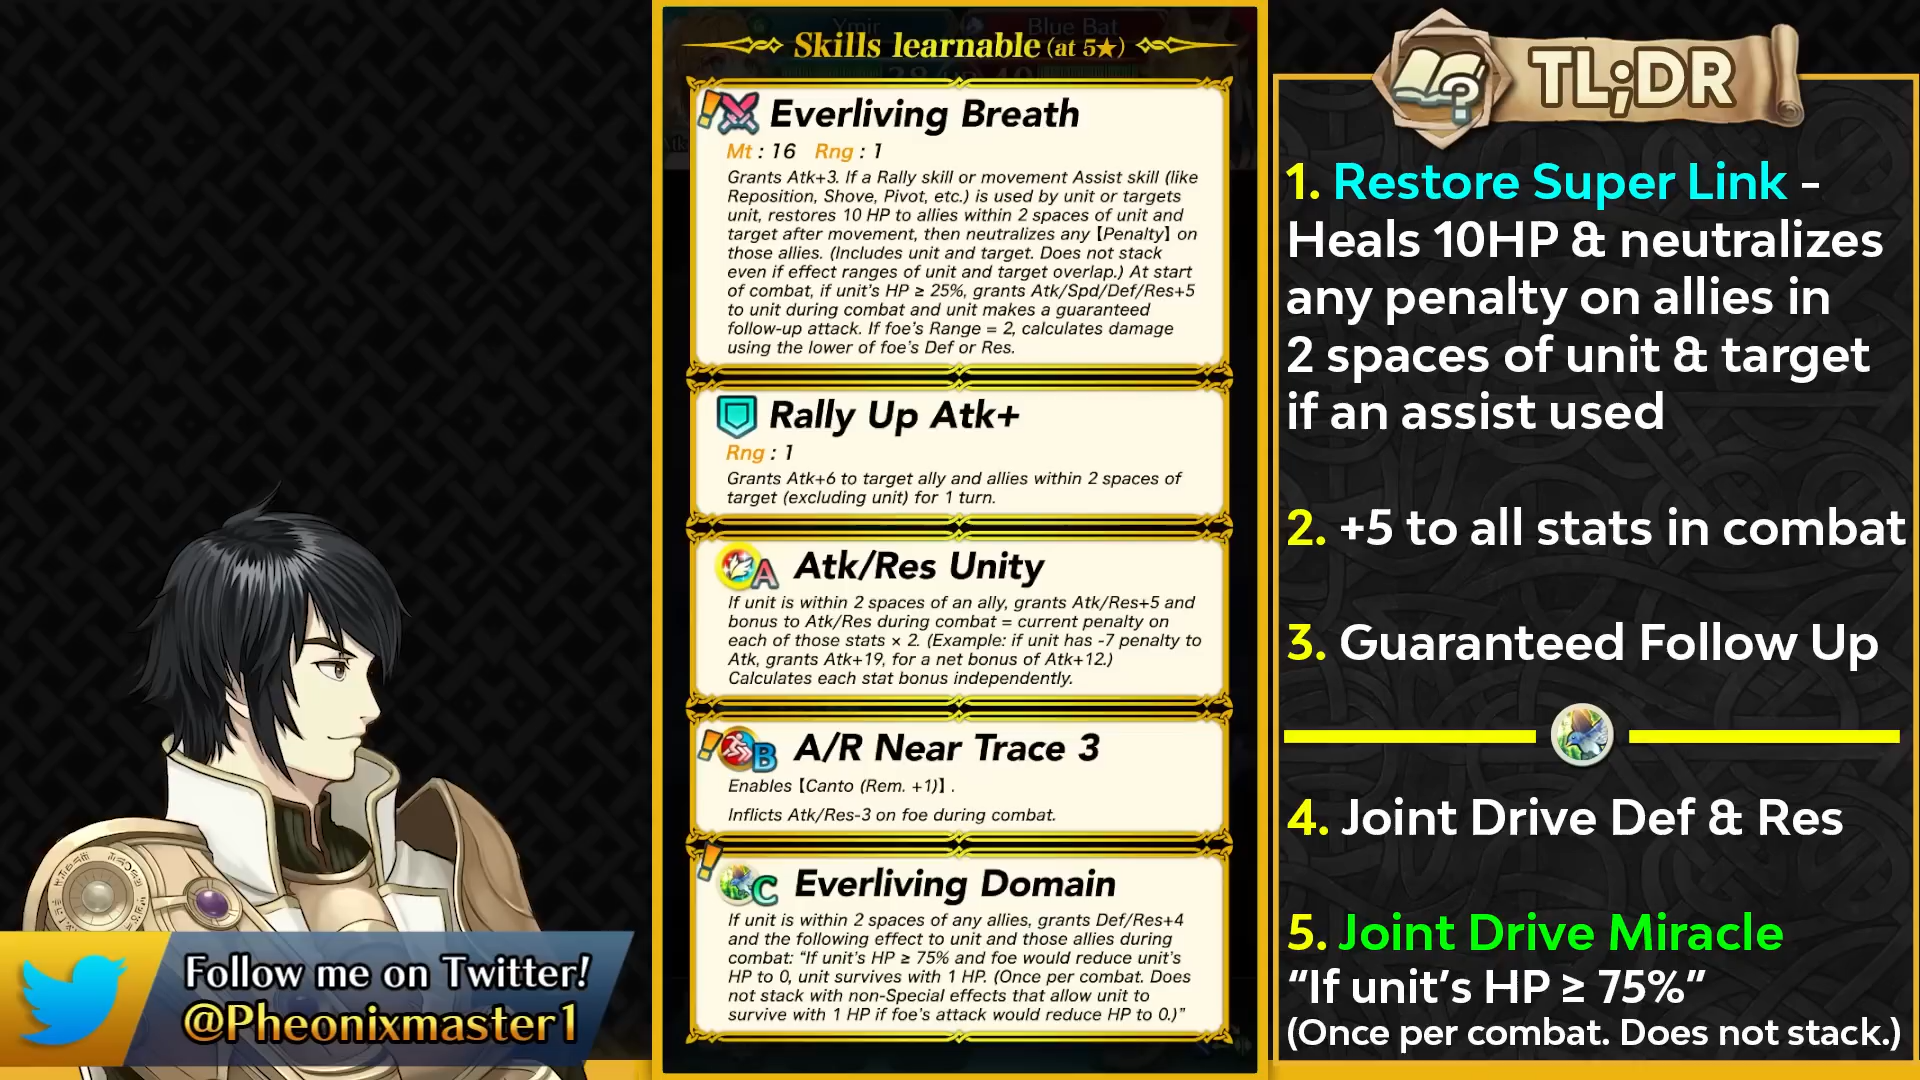 Ymir
Blue Bat
Skills learnable (at 5★)
Everliving Breath
Mt : 16 Rng : 1
Grants Atk+3. If a Rally skill or movement Assist skill (like
Reposition, Shove, Pivot, etc.) is used by unit or targets
unit, restores 10 HP to allies within 2 spaces of unit and
target after movement, then neutralizes any【Penalty】on
those allies. (Includes unit and target. Does not stack
even if effect ranges of unit and target overlap.) At start
of combat, if unit's HP ≥ 25%, grants Atk/Spd/Def/Res+5
to unit during combat and unit makes a guaranteed
follow-up attack. If foe's Range = 2, calculates damage
using the lower of foe's Def or Res.
Rally Up Atk+
Rng : 1
Grants Atk+6 to target ally and allies within 2 spaces of
target (excluding unit) for 1 turn.
A
Atk/Res Unity
If unit is within 2 spaces of an ally, grants Atk/Res+5 and
bonus to Atk/Res during combat = current penalty on
each of those stats × 2. (Example: if unit has -7 penalty to
Atk, grants Atk+19, for a net bonus of Atk+12.)
Calculates each stat bonus independently.
B
A/R Near Trace 3
Enables【Canto (Rem. +1)】.
Inflicts Atk/Res-3 on foe during combat.
C
Everliving Domain
If unit is within 2 spaces of any allies, grants Def/Res+4
and the following effect to unit and those allies during
combat: "If unit's HP ≥ 75% and foe would reduce unit's
HP to 0, unit survives with 1 HP. (Once per combat. Does
not stack with non-Special effects that allow unit to
survive with 1 HP if foe's attack would reduce HP to 0.)"
TL;DR
1. Restore Super Link -
Heals 10HP & neutralizes
any penalty on allies in
2 spaces of unit & target
if an assist used
2. +5 to all stats in combat
3. Guaranteed Follow Up
4. Joint Drive Def & Res
5. Joint Drive Miracle
“If unit’s HP ≥ 75%”
(Once per combat. Does not stack.)
Follow me on Twitter!
@Pheonixmaster1